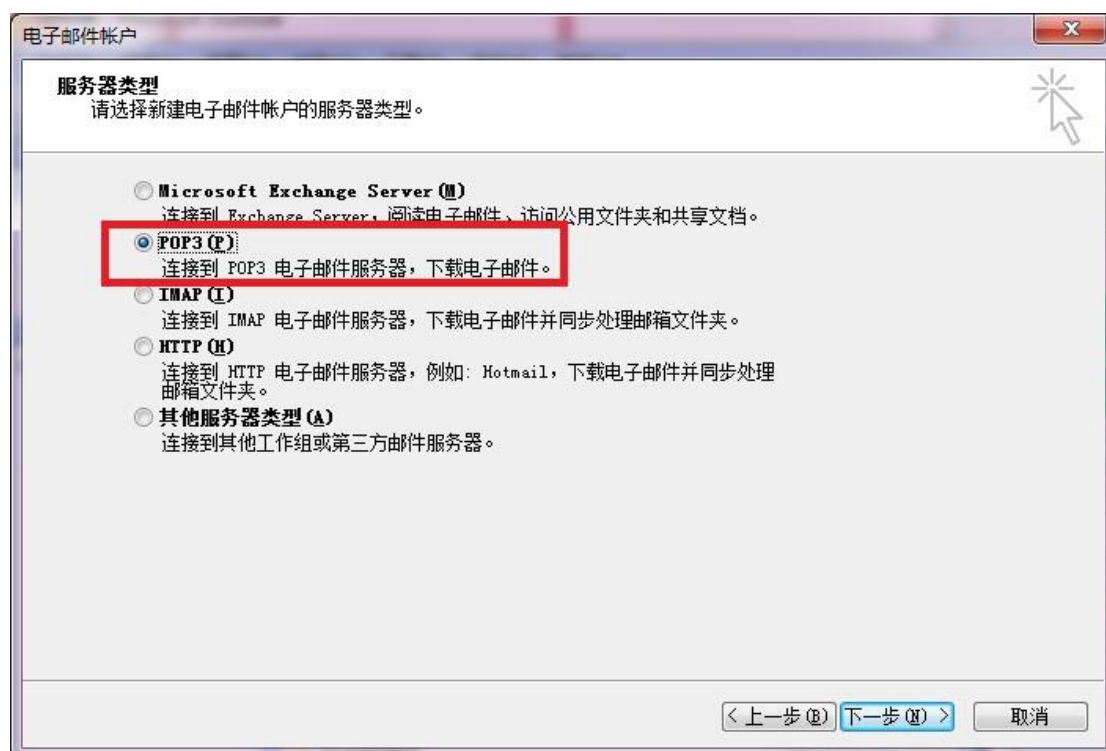 电子邮件帐户
服务器类型
请选择新建电子邮件帐户的服务器类型。
Microsoft Exchange Server(M)
连接到 Exchange Server，阅读电子邮件、访问公用文件夹和共享文档。
POP3(P)
连接到 POP3 电子邮件服务器，下载电子邮件。
IMAP(I)
连接到 IMAP 电子邮件服务器，下载电子邮件并同步处理邮箱文件夹。
HTTP(H)
连接到 HTTP 电子邮件服务器，例如: Hotmail，下载电子邮件并同步处理
邮箱文件夹。
其他服务器类型(A)
连接到其他工作组或第三方邮件服务器。
< 上一步(B) 下一步(N) > 取消